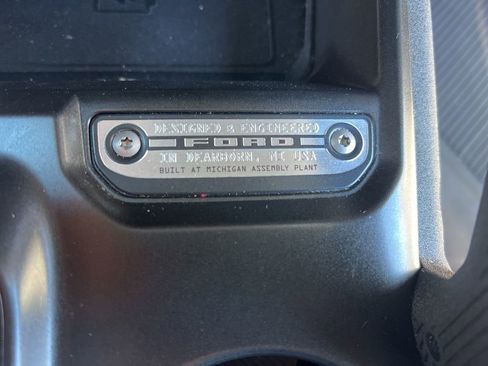 DESIGNED & ENGINEERED
FORD
IN DEARBORN, MI USA
BUILT AT MICHIGAN ASSEMBLY PLANT